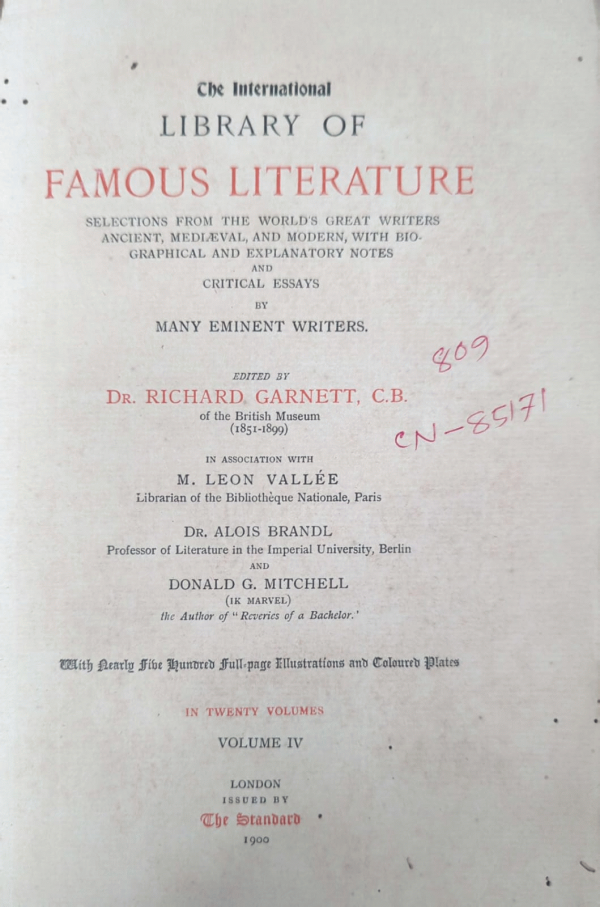 The International
LIBRARY OF
FAMOUS LITERATURE
SELECTIONS FROM THE WORLD'S GREAT WRITERS
ANCIENT, MEDIÆVAL, AND MODERN, WITH BIO-
GRAPHICAL AND EXPLANATORY NOTES
AND
CRITICAL ESSAYS
BY
MANY EMINENT WRITERS.
809
EDITED BY
DR. RICHARD GARNETT, C.B.
of the British Museum
(1851-1899)
CN-85171
IN ASSOCIATION WITH
M. LEON VALLÉE
Librarian of the Bibliothèque Nationale, Paris
DR. ALOIS BRANDL
Professor of Literature in the Imperial University, Berlin
AND
DONALD G. MITCHELL
(IK MARVEL)
the Author of "Reveries of a Bachelor.'
With Nearly Five Hundred Full-page Illustrations and Coloured Plates
IN TWENTY VOLUMES
VOLUME IV
LONDON
ISSUED BY
The Standard
1900